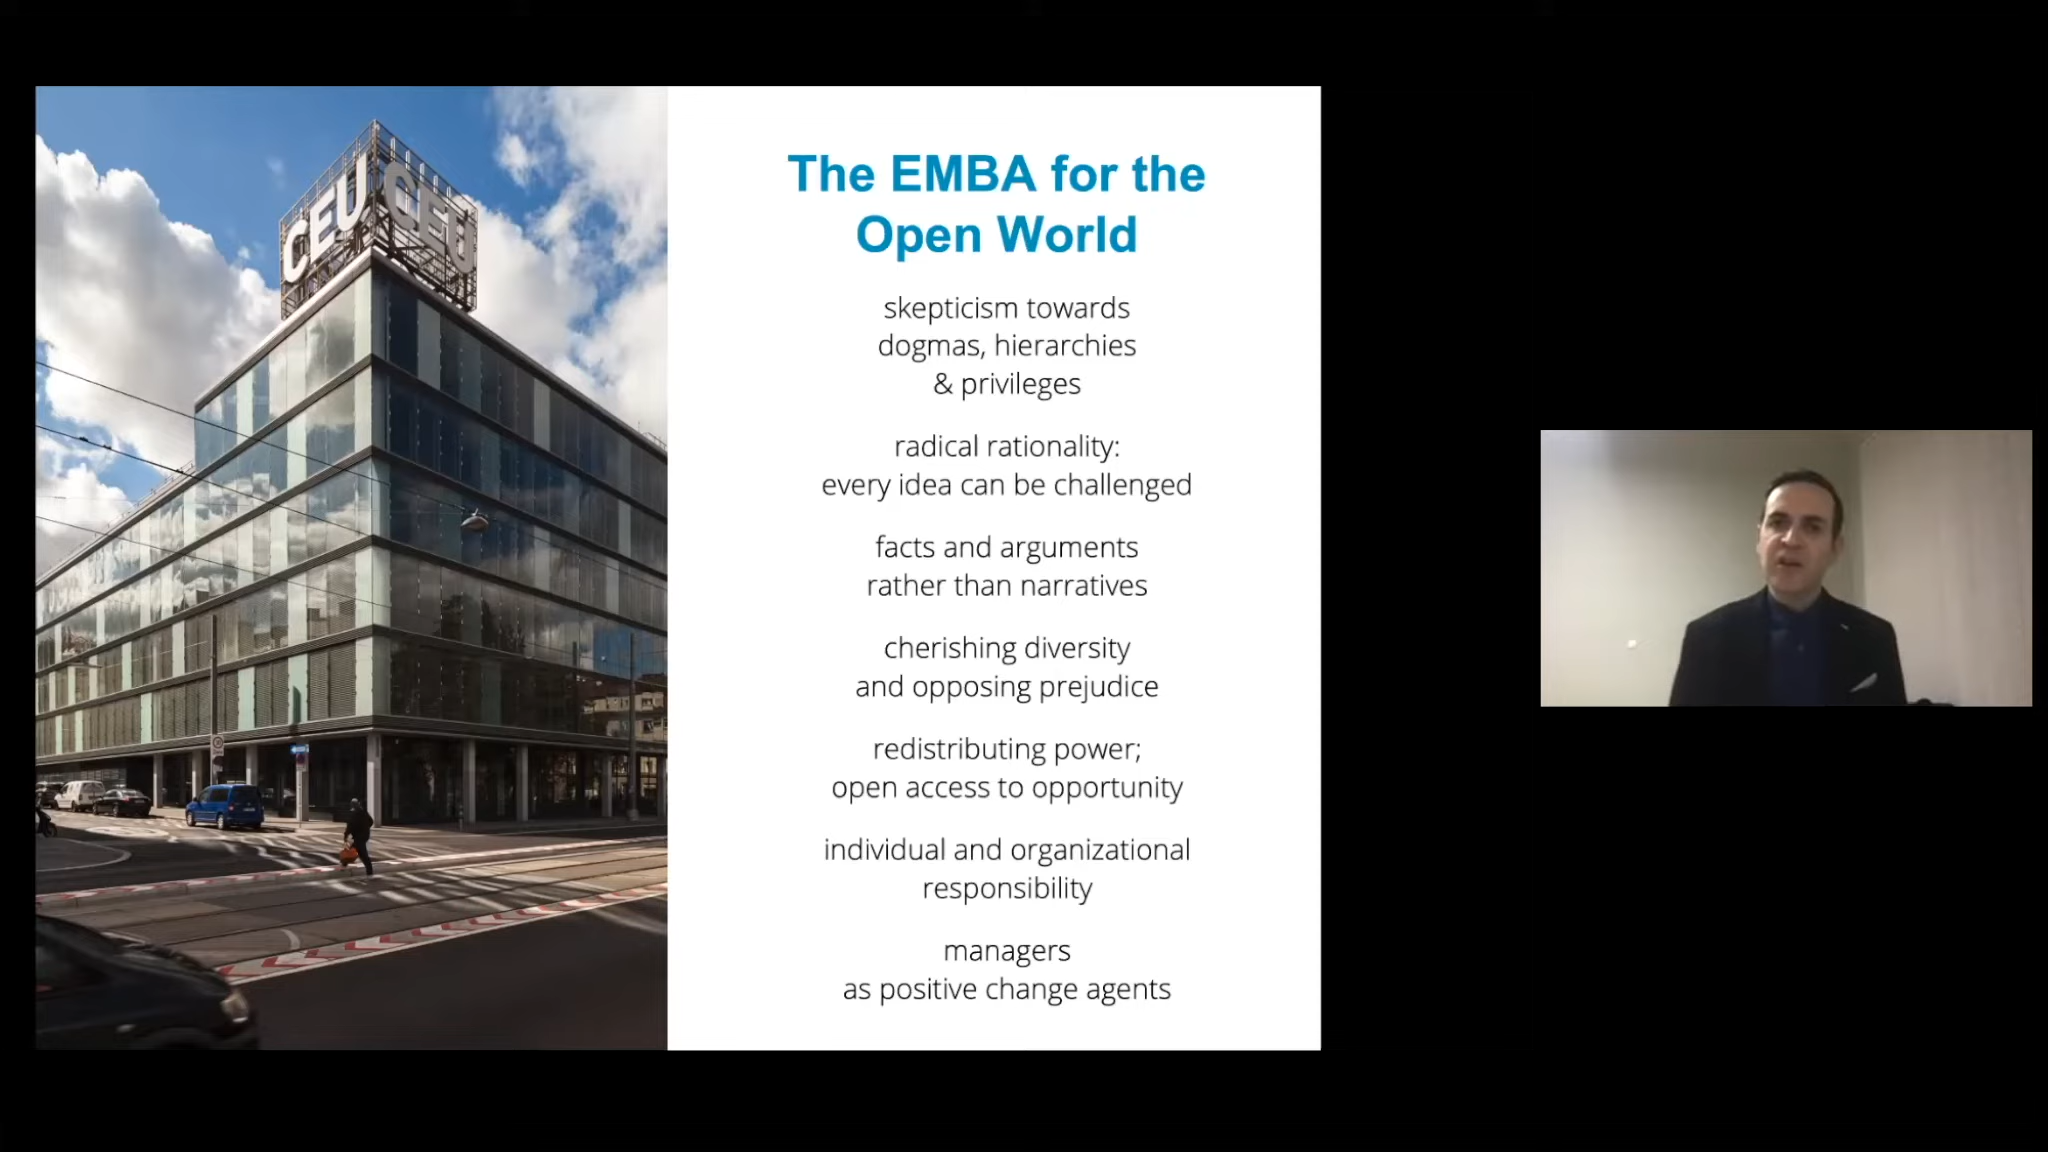 CEU CEU
The EMBA for the
Open World
skepticism towards
dogmas, hierarchies
& privileges
radical rationality:
every idea can be challenged
facts and arguments
rather than narratives
cherishing diversity
and opposing prejudice
redistributing power;
open access to opportunity
individual and organizational
responsibility
managers
as positive change agents